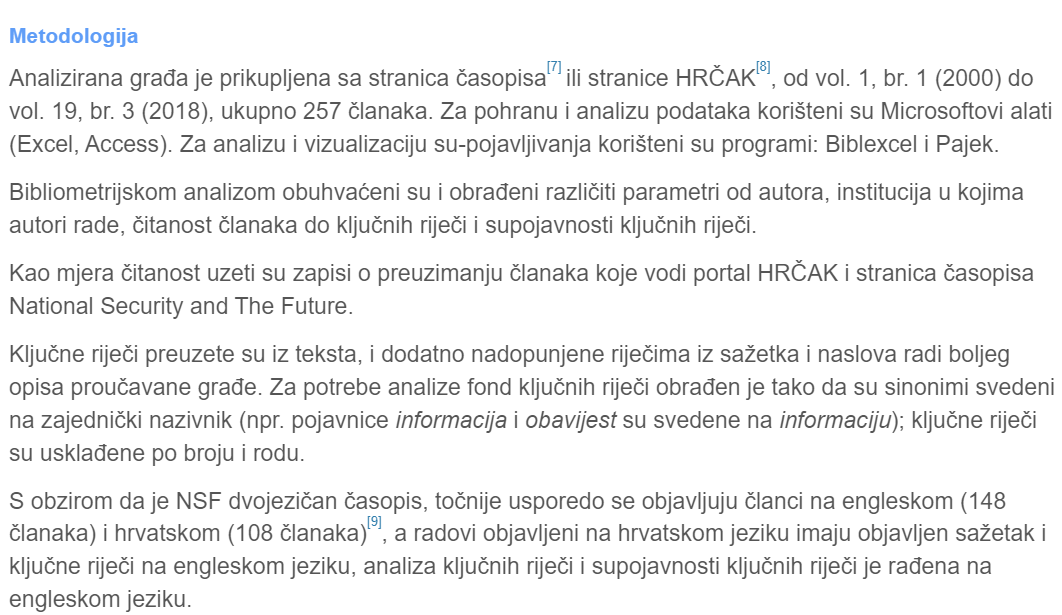 Metodologija
Analizirana građa je prikupljena sa stranica časopisa[7] ili stranice HRČAK[8], od vol. 1, br. 1 (2000) do
vol. 19, br. 3 (2018), ukupno 257 članaka. Za pohranu i analizu podataka korišteni su Microsoftovi alati
(Excel, Access). Za analizu i vizualizaciju su-pojavljivanja korišteni su programi: Biblexcel i Pajek.
Bibliometrijskom analizom obuhvaćeni su i obrađeni različiti parametri od autora, institucija u kojima
autori rade, čitanost članaka do ključnih riječi i supojavnosti ključnih riječi.
Kao mjera čitanost uzeti su zapisi o preuzimanju članaka koje vodi portal HRČAK i stranica časopisa
National Security and The Future.
Ključne riječi preuzete su iz teksta, i dodatno nadopunjene riječima iz sažetka i naslova radi boljeg
opisa proučavane građe. Za potrebe analize fond ključnih riječi obrađen je tako da su sinonimi svedeni
na zajednički nazivnik (npr. pojavnice informacija i obavijest su svedene na informaciju); ključne riječi
su usklađene po broju i rodu.
S obzirom da je NSF dvojezičan časopis, točnije usporedo se objavljuju članci na engleskom (148
članaka) i hrvatskom (108 članaka)[9], a radovi objavljeni na hrvatskom jeziku imaju objavljen sažetak i
ključne riječi na engleskom jeziku, analiza ključnih riječi i supojavnosti ključnih riječi je rađena na
engleskom jeziku.